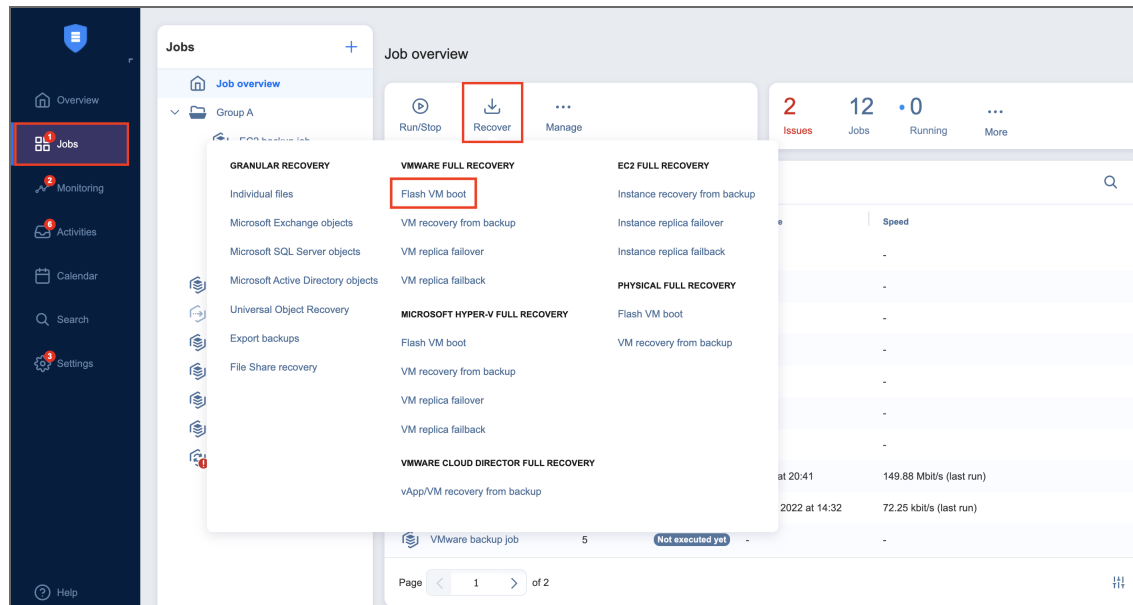 Overview
1
Jobs
2
Monitoring
6
Activities
Calendar
Search
3
Settings
Help
Jobs
+
Job overview
Group A
EC2 backup job
Job overview
Run/Stop
Recover
...
Manage
2
Issues
12
Jobs
0
Running
...
More
GRANULAR RECOVERY
Individual files
Microsoft Exchange objects
Microsoft SQL Server objects
Microsoft Active Directory objects
Universal Object Recovery
Export backups
File Share recovery
VMWARE FULL RECOVERY
Flash VM boot
VM recovery from backup
VM replica failover
VM replica failback
MICROSOFT HYPER-V FULL RECOVERY
Flash VM boot
VM recovery from backup
VM replica failover
VM replica failback
VMWARE CLOUD DIRECTOR FULL RECOVERY
vApp/VM recovery from backup
EC2 FULL RECOVERY
Instance recovery from backup
Instance replica failover
Instance replica failback
PHYSICAL FULL RECOVERY
Flash VM boot
VM recovery from backup
Speed
-
-
-
-
-
-
-
at 20:41 149.88 Mbit/s (last run)
2022 at 14:32 72.25 kbit/s (last run)
VMware backup job 5 Not executed yet - -
Page < 1 > of 2